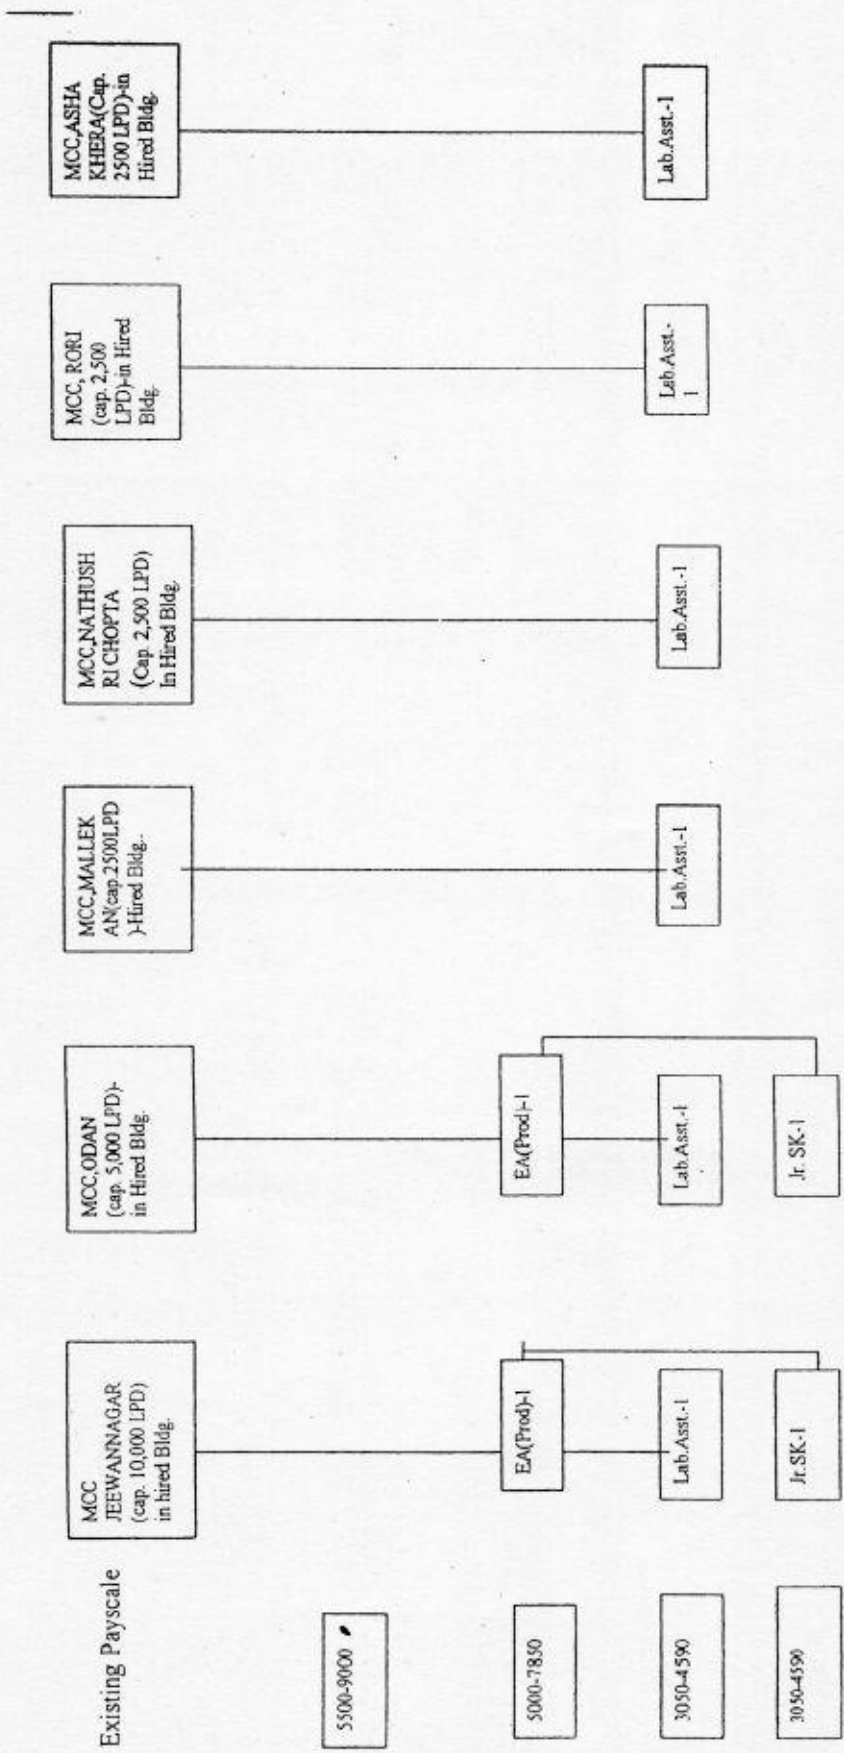 Existing Payscale
MCC
JEEWANNAGAR
(cap. 10,000 LPD)
in hired Bldg.
MCC,ODAN
(cap. 5,000 LPD)-
in Hired Bldg.
MCC,MALLEK
AN(cap.2500LPD
)-Hired Bldg..
MCC,NATHUSH
RI CHOPTA
(Cap. 2,500 LPD)
In Hired Bldg.
MCC, RORI
(cap. 2,500
LPD)-in Hired
Bldg.
MCC,ASHA
KHERA(Cap.
2500 LPD)-in
Hired Bldg.
5500-9000
5000-7850
EA(Prod)-1
EA(Prod)-1
3050-4590
Lab.Asst.-1
Lab.Asst.-1
Lab.Asst.-1
Lab.Asst.-1
Lab.Asst.-
1
Lab.Asst.-1
3050-4590
Jr.SK-1
Jr. SK-1